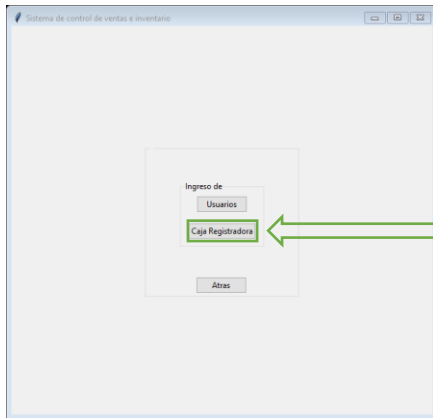 Sistema de control de ventas e inventario
Ingreso de
Usuarios
Caja Registradora
Atras